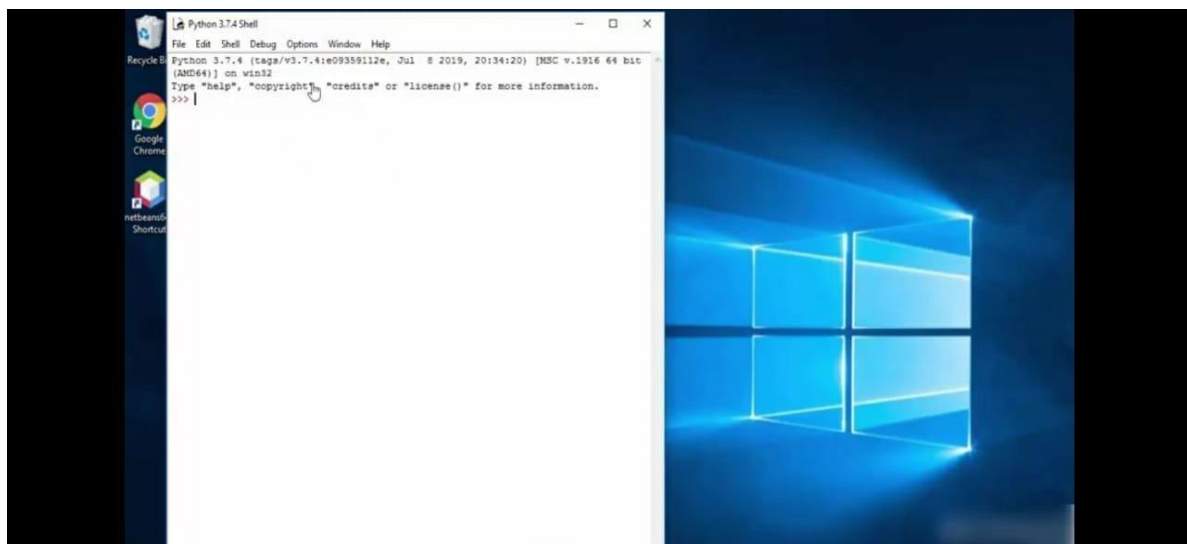 Python 3.7.4 Shell
File Edit Shell Debug Options Window Help
Python 3.7.4 (tags/v3.7.4:e09359112e, Jul 8 2019, 20:34:20) [MSC v.1916 64 bit
(AMD64)] on win32
Type "help", "copyright", "credits" or "license()" for more information.
>>>
Recycle Bi
Google
Chrome
netbeans6
Shortcut